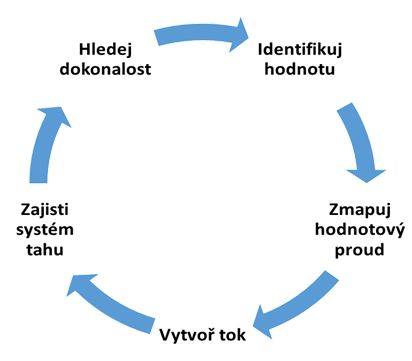 Hledej
dokonalost
Identifikuj
hodnotu
Zmapuj
hodnotový
proud
Vytvoř tok
Zajisti
systém
tahu